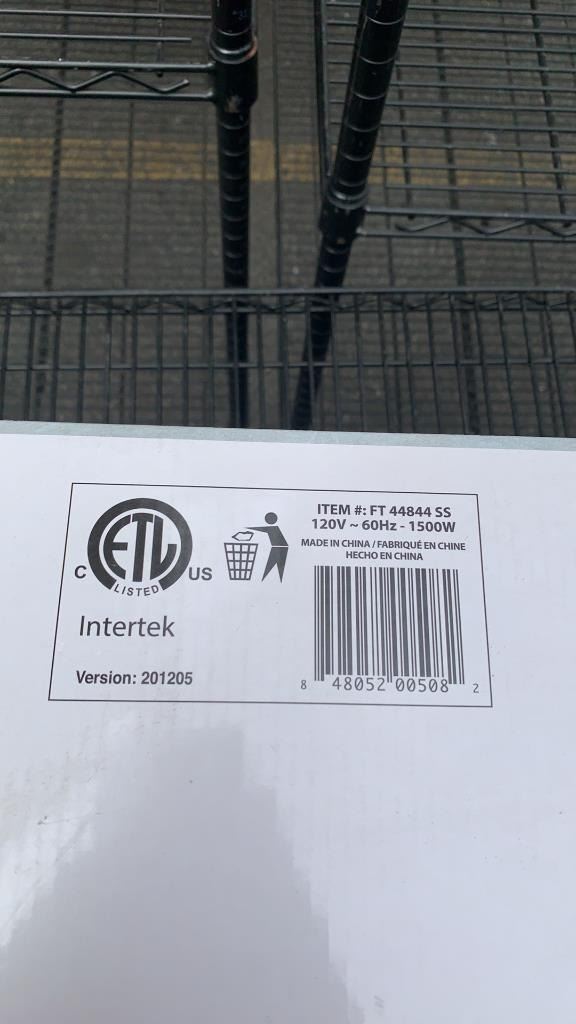 C ETL US
LISTED
Intertek
Version: 201205
ITEM #: FT 44844 SS
120V ~ 60Hz - 1500W
MADE IN CHINA / FABRIQUÉ EN CHINE
HECHO EN CHINA
8 48052 00508 2